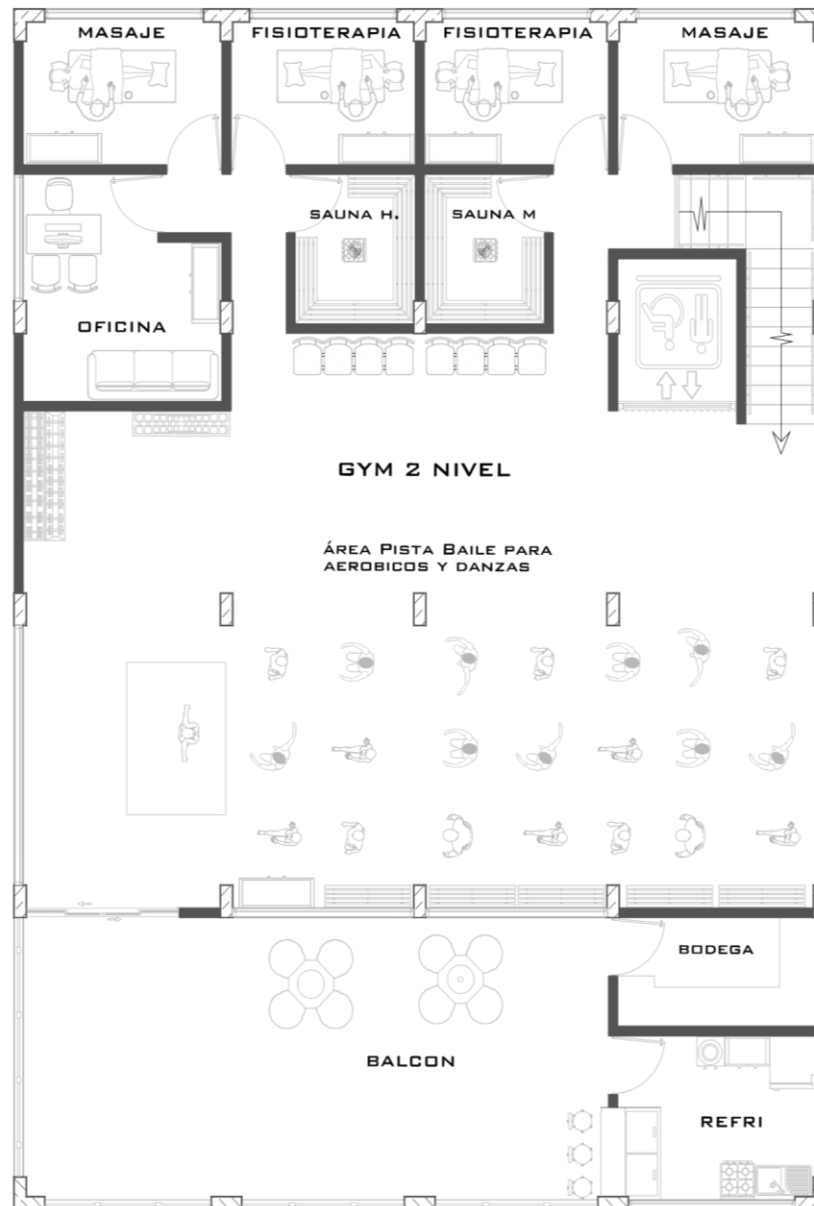 MASAJE
FISIOTERAPIA
FISIOTERAPIA
MASAJE
SAUNA H.
SAUNA M
OFICINA
GYM 2 NIVEL
ÁREA PISTA BAILE PARA
AEROBICOS Y DANZAS
BODEGA
BALCON
REFRI